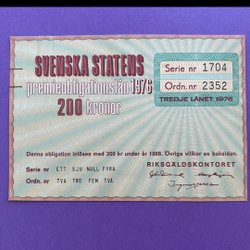 SVENSKA STATENS
premieobligationslån 1976
200 kronor
Serie nr 1704
Ordn. nr 2352
TREDJE LÅNET 1976
Denna obligation inlöses med 200 kr under år 1986. Övriga villkor se baksidan.
RIKSGÄLDSKONTORET
Serie nr ETT SJU NOLL FYRA
Ordn. nr TVÅ TRE FEM TVÅ